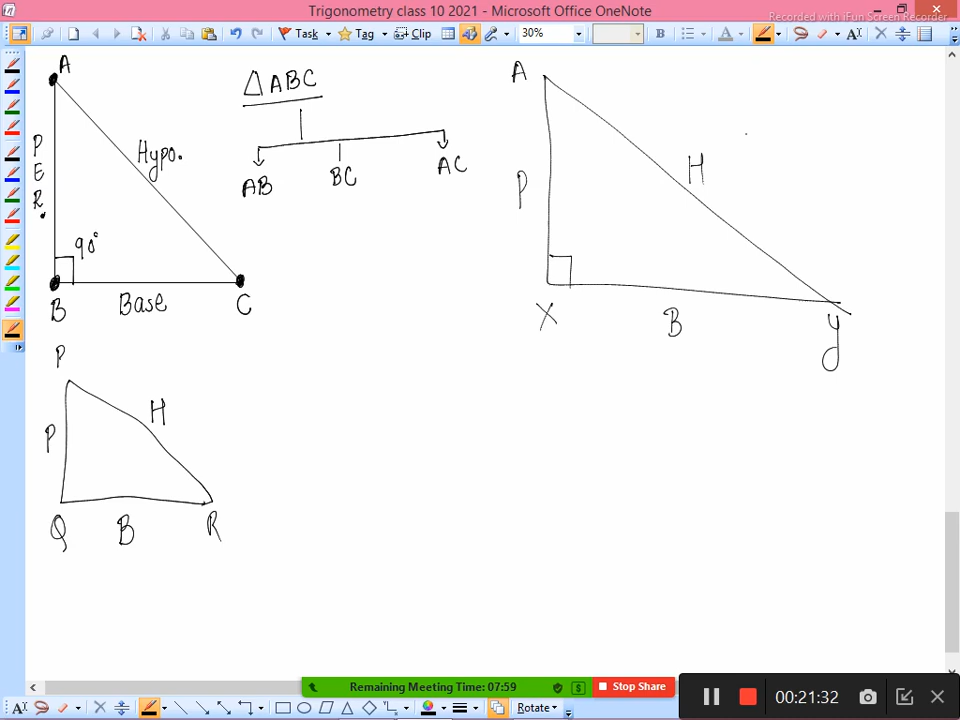 Trigonometry class 10 2021 - Microsoft Office OneNote
Recorded with iFun Screen Recorder
Task
Tag
Clip
30%
B
A
△ABC
AB
BC
AC
PER.
Hypo.
90°
B
Base
C
A
P
H
X
B
y
P
P
H
Q
B
R
Remaining Meeting Time: 07:59
Stop Share
00:21:32
Rotate